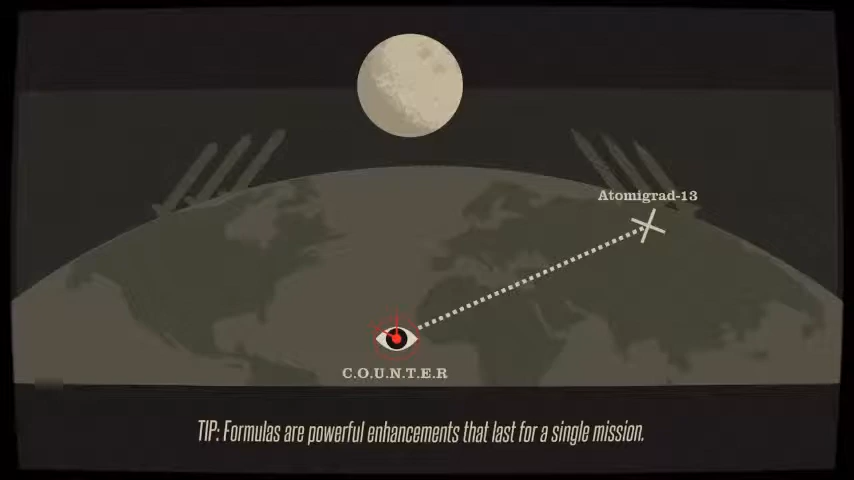 Atomigrad-13
C.O.U.N.T.E.R
TIP: Formulas are powerful enhancements that last for a single mission.